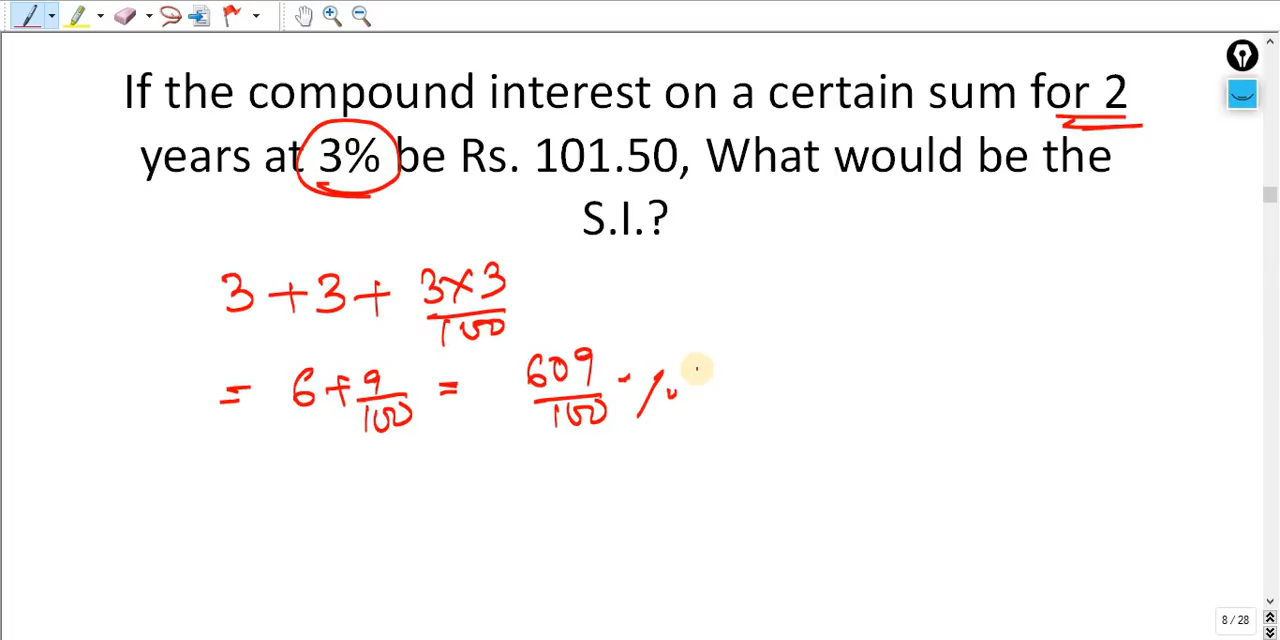 If the compound interest on a certain sum for 2
years at 3% be Rs. 101.50, What would be the
S.I.?
3 + 3 + 3×3/100
= 6 + 9/100 = 609/100 %
8 / 28